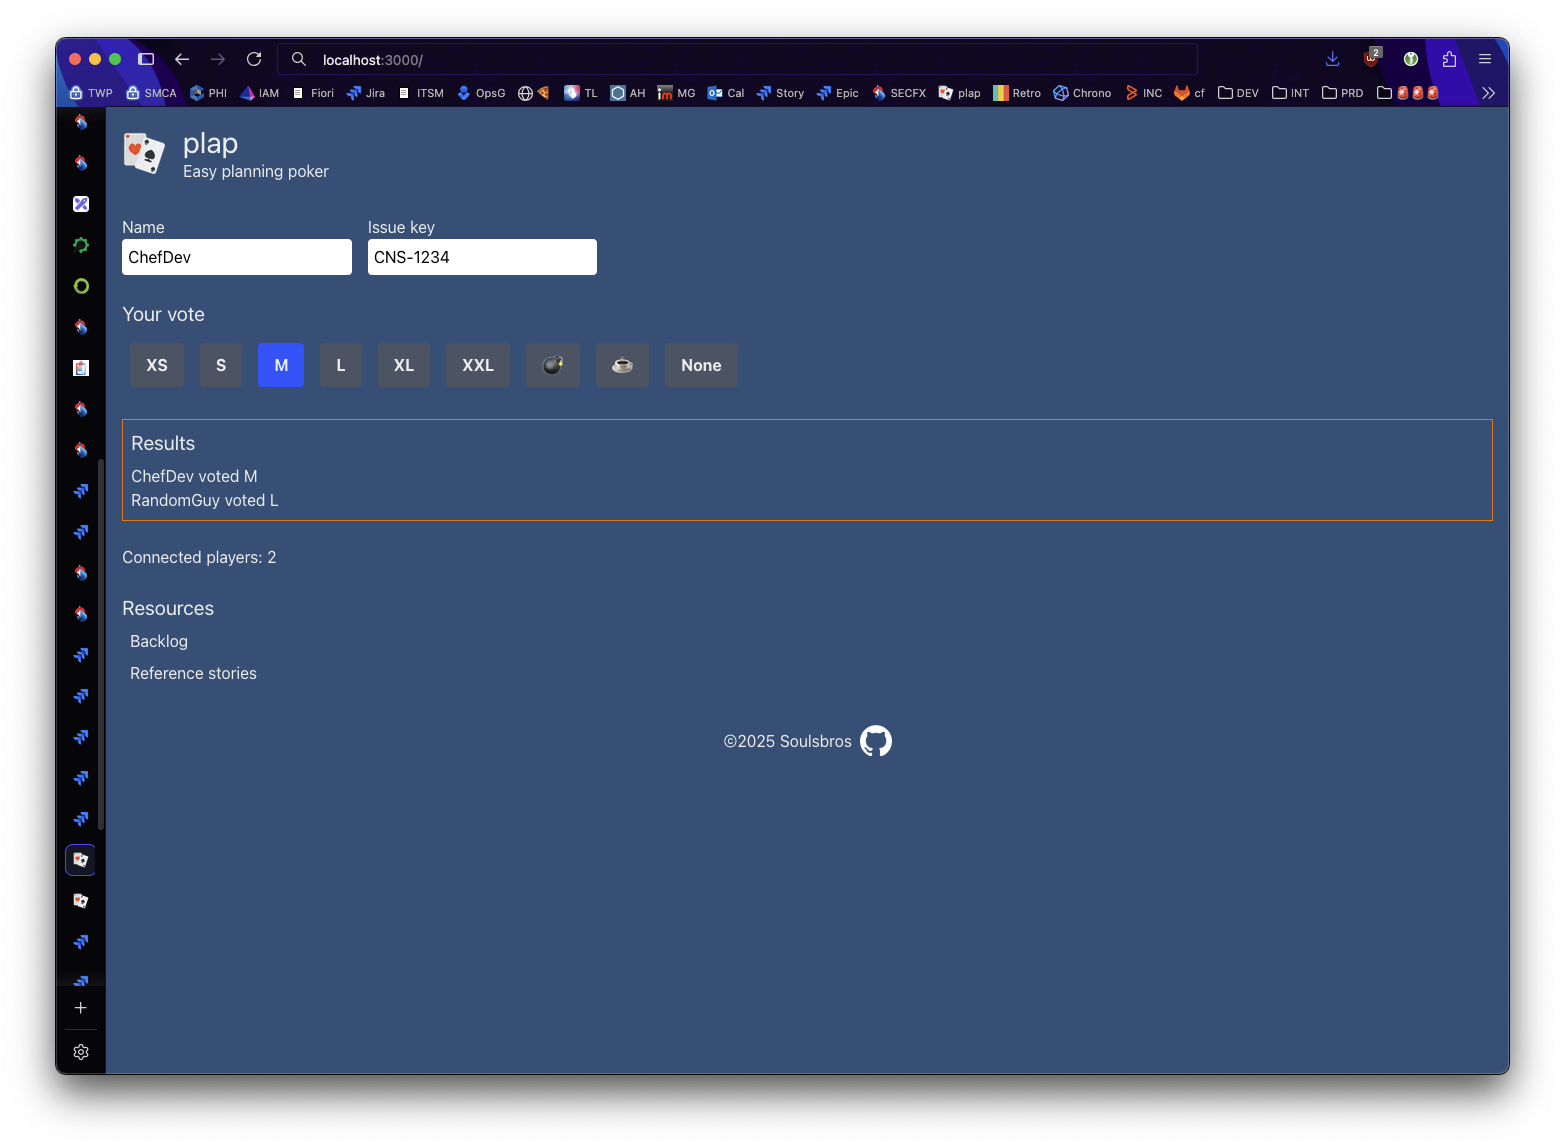 localhost:3000/
2
TWP SMCA PHI IAM Fiori Jira ITSM OpsG TL AH MG Cal Story Epic SECFX plap Retro Chrono INC cf DEV INT PRD
plap
Easy planning poker
Name Issue key
ChefDev CNS-1234
Your vote
XS S M L XL XXL None
Results
ChefDev voted M
RandomGuy voted L
Connected players: 2
Resources
Backlog
Reference stories
©2025 Soulsbros